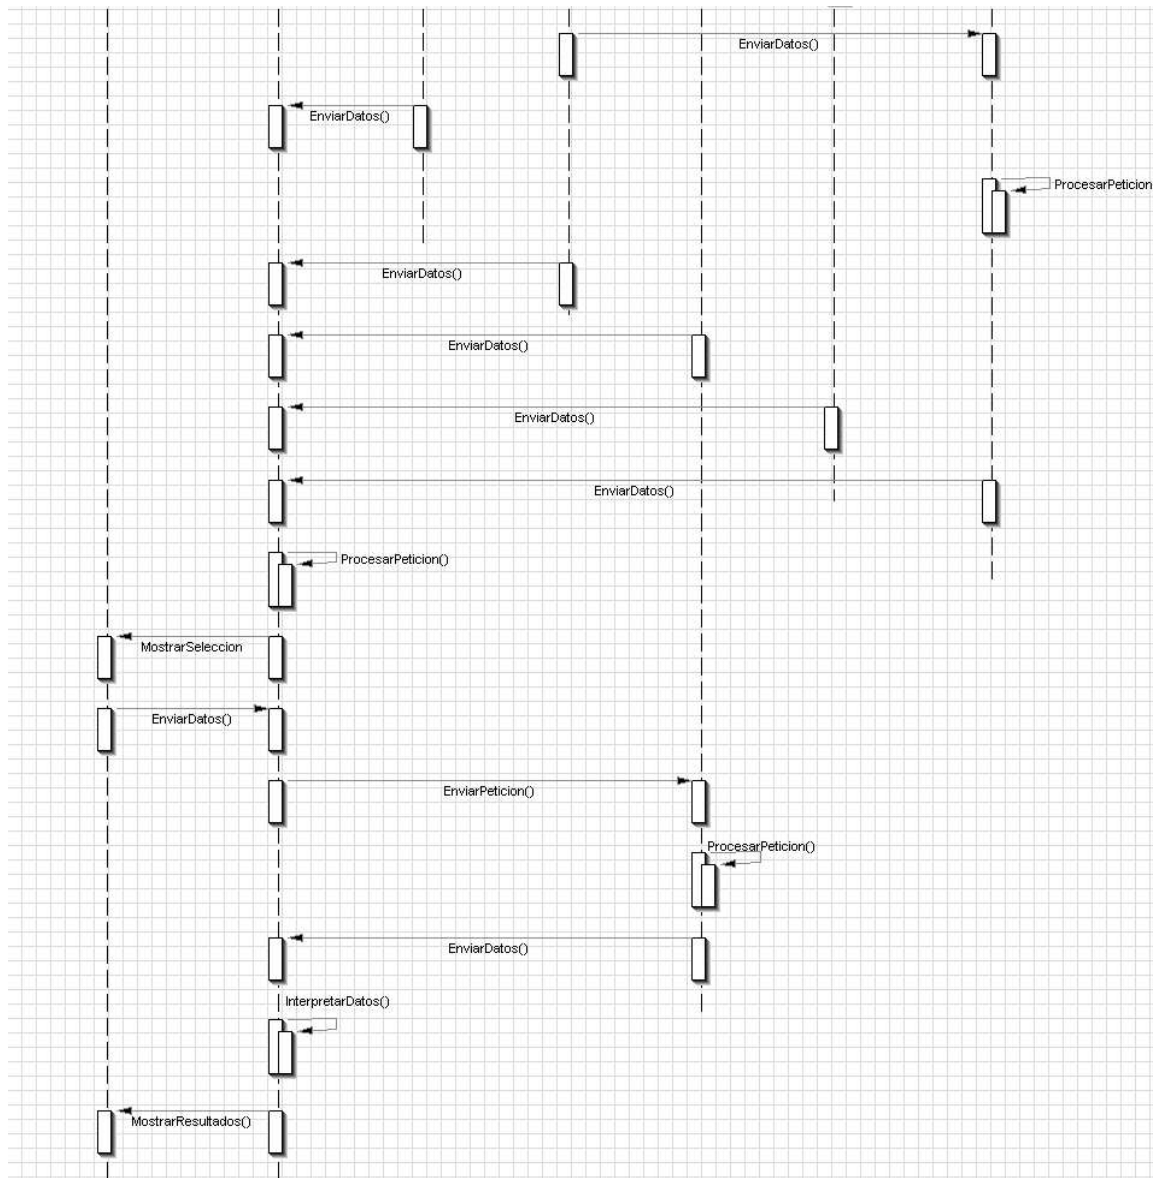 EnviarDatos()
EnviarDatos()
ProcesarPeticion
EnviarDatos()
EnviarDatos()
EnviarDatos()
EnviarDatos()
ProcesarPeticion()
MostrarSeleccion
EnviarDatos()
EnviarPeticion()
ProcesarPeticion()
EnviarDatos()
InterpretarDatos()
MostrarResultados()